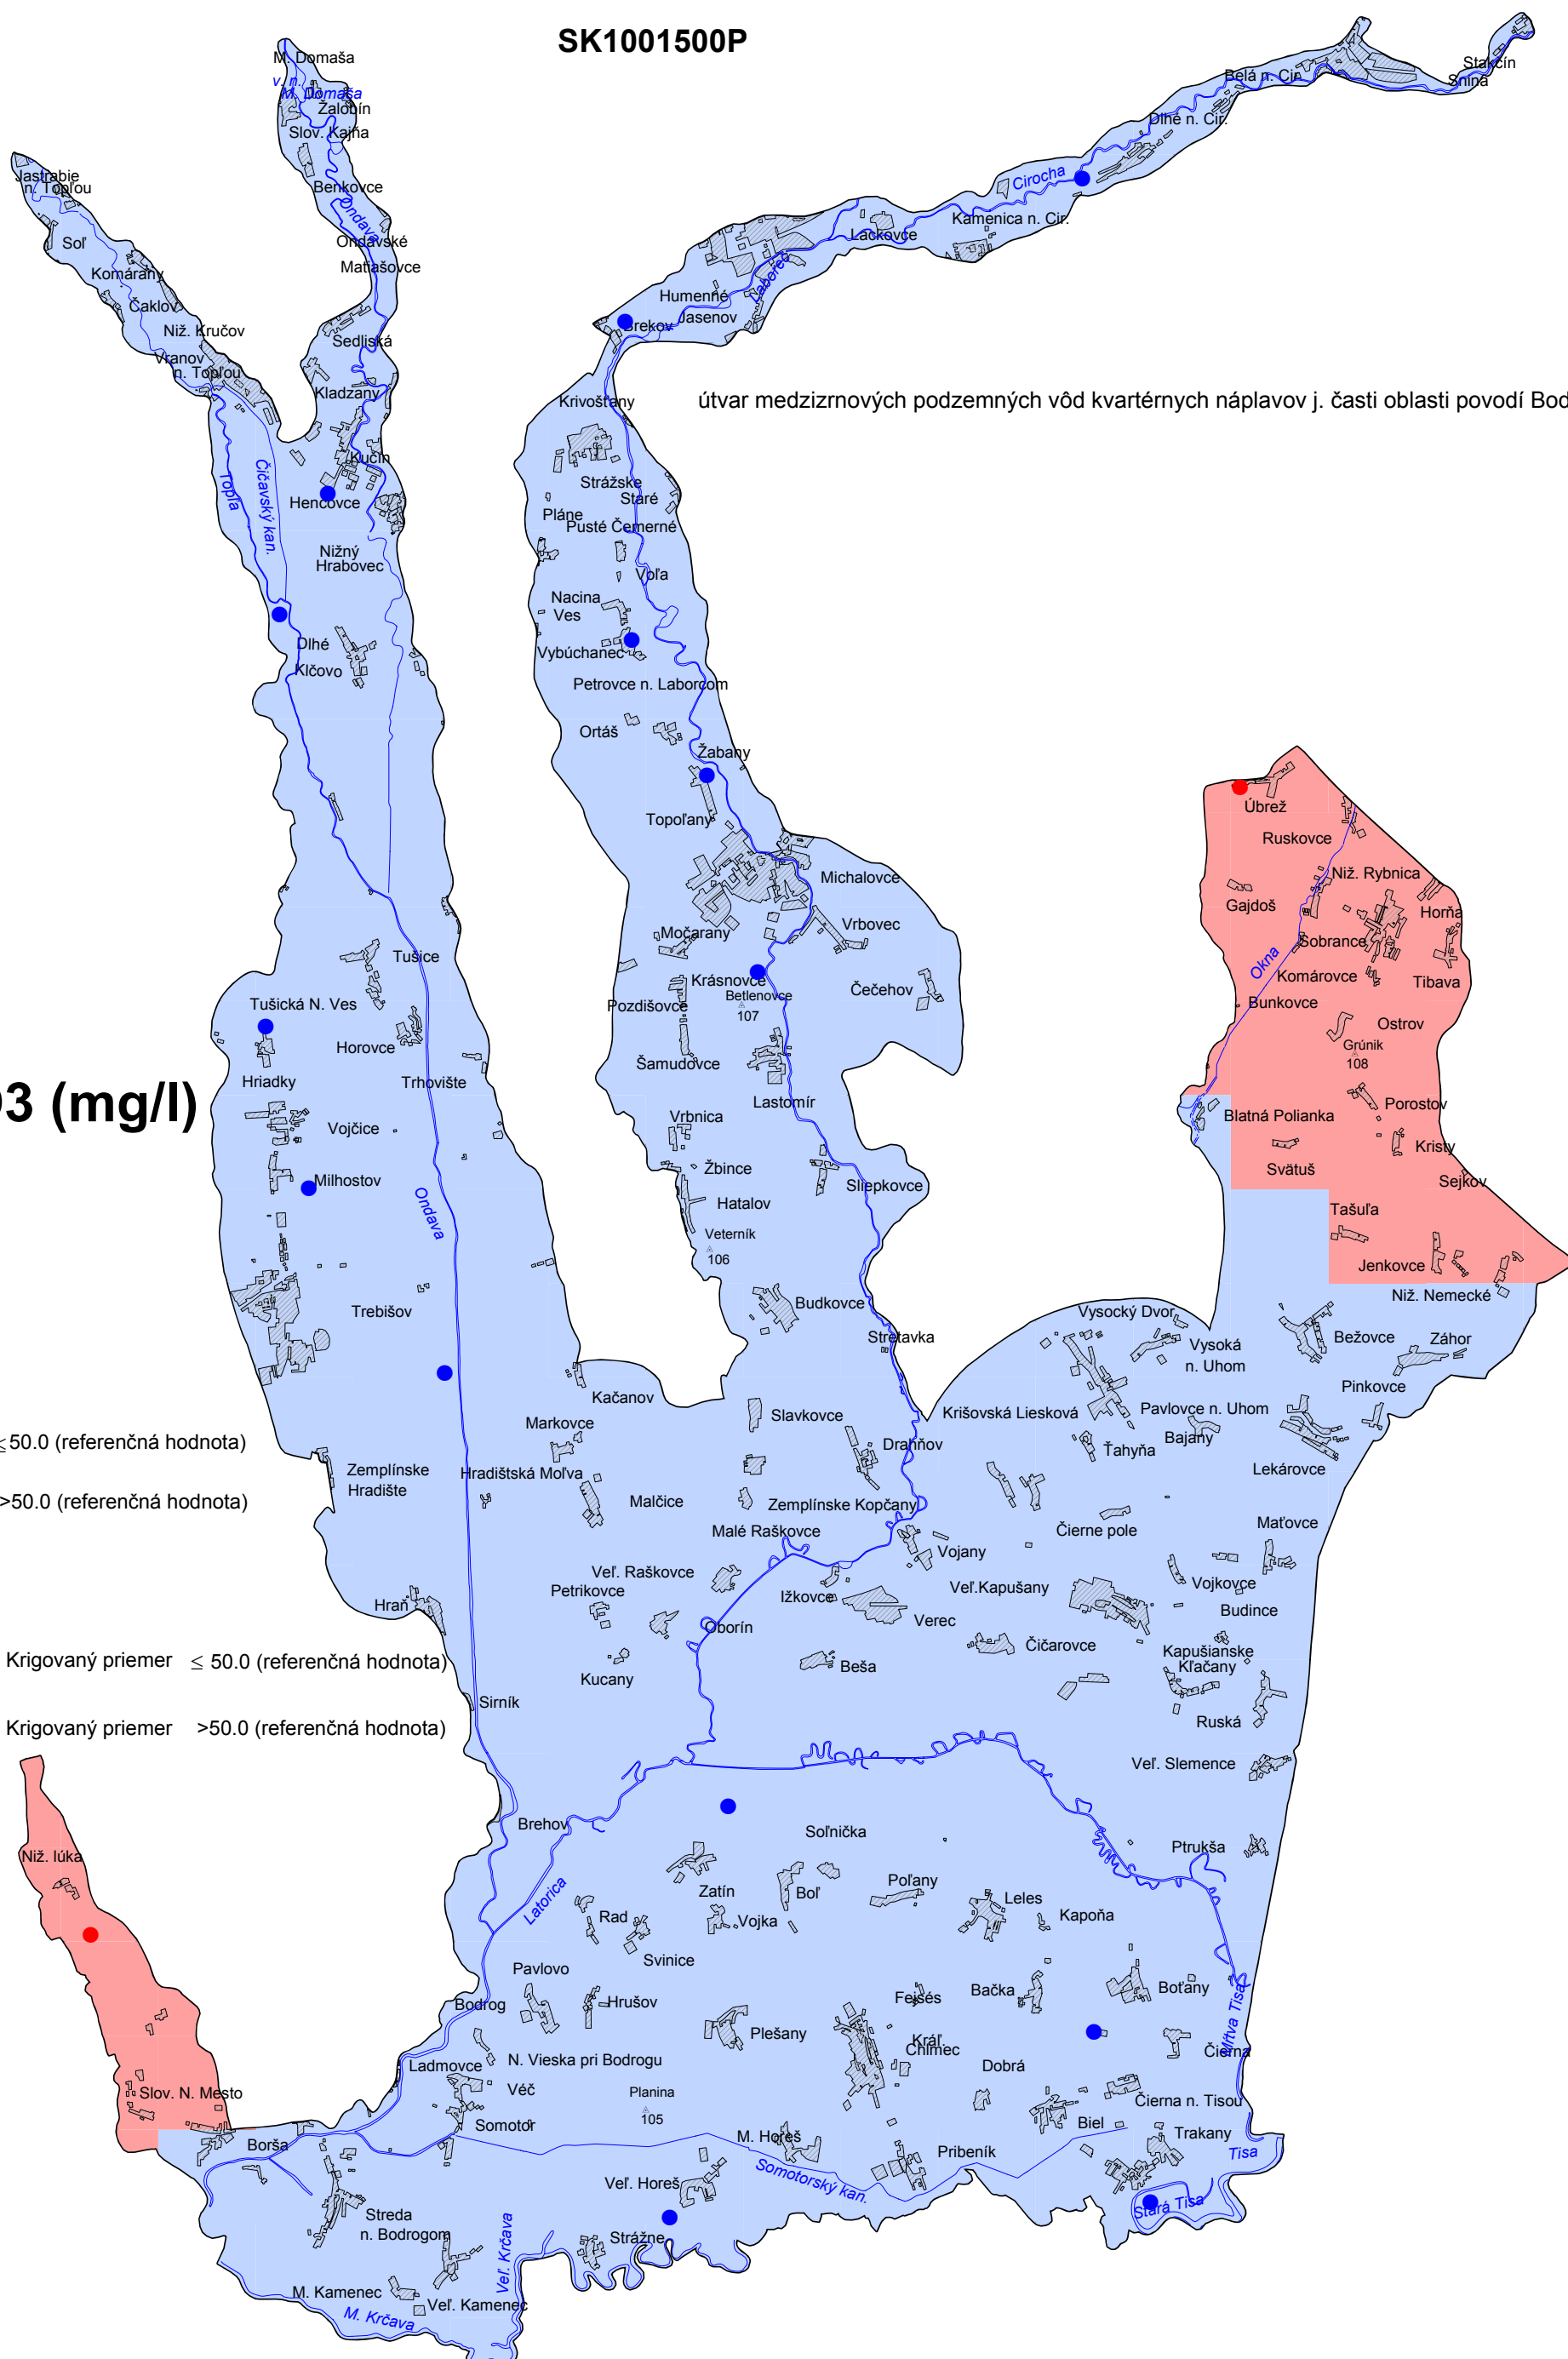 SK1001500P
M. Domaša
v. n.
M. Domaša
Žalobín
Slov. Kajňa
Benkovce
Ondava
Ondavské
Matiašovce
Sedliská
Kladzany
Kučín
Hencovce
Nižný
Hrabovec
Jastrabie
n. Topľou
Soľ
Komárany
Čaklov
Niž. Kručov
Vranov
n. Topľou
Topľa
Čičavský kan.
Dlhé
Klčovo
Stakčín
Snina
Belá n. Cir.
Dlhé n. Cir.
Cirocha
Kamenica n. Cir.
Lackovce
Laborec
Humenné
Jasenov
Brekov
útvar medzizrnových podzemných vôd kvartérnych náplavov j. časti oblasti povodí Bod
Krivošťany
Strážske
Staré
Pláne
Pusté Čemerné
Voľa
Nacina
Ves
Vybúchanec
Petrovce n. Laborcom
Ortáš
Žabany
Topoľany
Michalovce
Vrbovec
Močarany
Krásnovce
Betlenovce
107
Čečehov
Pozdišovce
Šamudovce
Lastomír
Vrbnica
Žbince
Sliepkovce
Hatalov
Veterník
106
Budkovce
Stretavka
Úbrež
Ruskovce
Niž. Rybnica
Gajdoš
Horňa
Sobrance
Okna
Komárovce
Tibava
Bunkovce
Ostrov
Grúnik
108
Porostov
Blatná Polianka
Kristy
Svätuš
Sejkov
Tašuľa
Jenkovce
Niž. Nemecké
Tušice
Tušická N. Ves
Horovce
Hriadky
Trhovište
O3 (mg/l)
Vojčice
Milhostov
Ondava
Trebišov
≤50.0 (referenčná hodnota)
>50.0 (referenčná hodnota)
Zemplínske
Hradište
Kačanov
Markovce
Hradištská Moľva
Malčice
Slavkovce
Drahňov
Zemplínske Kopčany
Malé Raškovce
Veľ. Raškovce
Petrikovce
Ižkovce
Oborín
Kucany
Beša
Vojany
Verec
Vysocký Dvor
Vysoká
n. Uhom
Bežovce
Záhor
Pinkovce
Krišovská Liesková
Pavlovce n. Uhom
Bajany
Ťahyňa
Lekárovce
Čierne pole
Maťovce
Veľ.Kapušany
Vojkovce
Budince
Čičarovce
Kapušianske
Kľačany
Ruská
Veľ. Slemence
Hraň
Krigovaný priemer ≤ 50.0 (referenčná hodnota)
Sirník
Krigovaný priemer >50.0 (referenčná hodnota)
Brehov
Latorica
Soľnička
Ptrukša
Niž. lúka
Zatín
Boľ
Poľany
Leles
Kapoňa
Rad
Vojka
Svinice
Pavlovo
Bodrog
Hrušov
Fejsés
Bačka
Boťany
Mŕtva Tisa
Plešany
Kráľ.
Chlmec
Čierna
N. Vieska pri Bodrogu
Ladmovce
Dobrá
Véč
Planina
105
Slov. N. Mesto
Čierna n. Tisou
Somotor
Biel
Trakany
Borša
M. Horeš
Pribeník
Tisa
Somotorský kan.
Veľ. Horeš
Stará Tisa
Streda
n. Bodrogom
Strážne
Veľ. Krčava
M. Kamenec
Veľ. Kamenec
M. Krčava